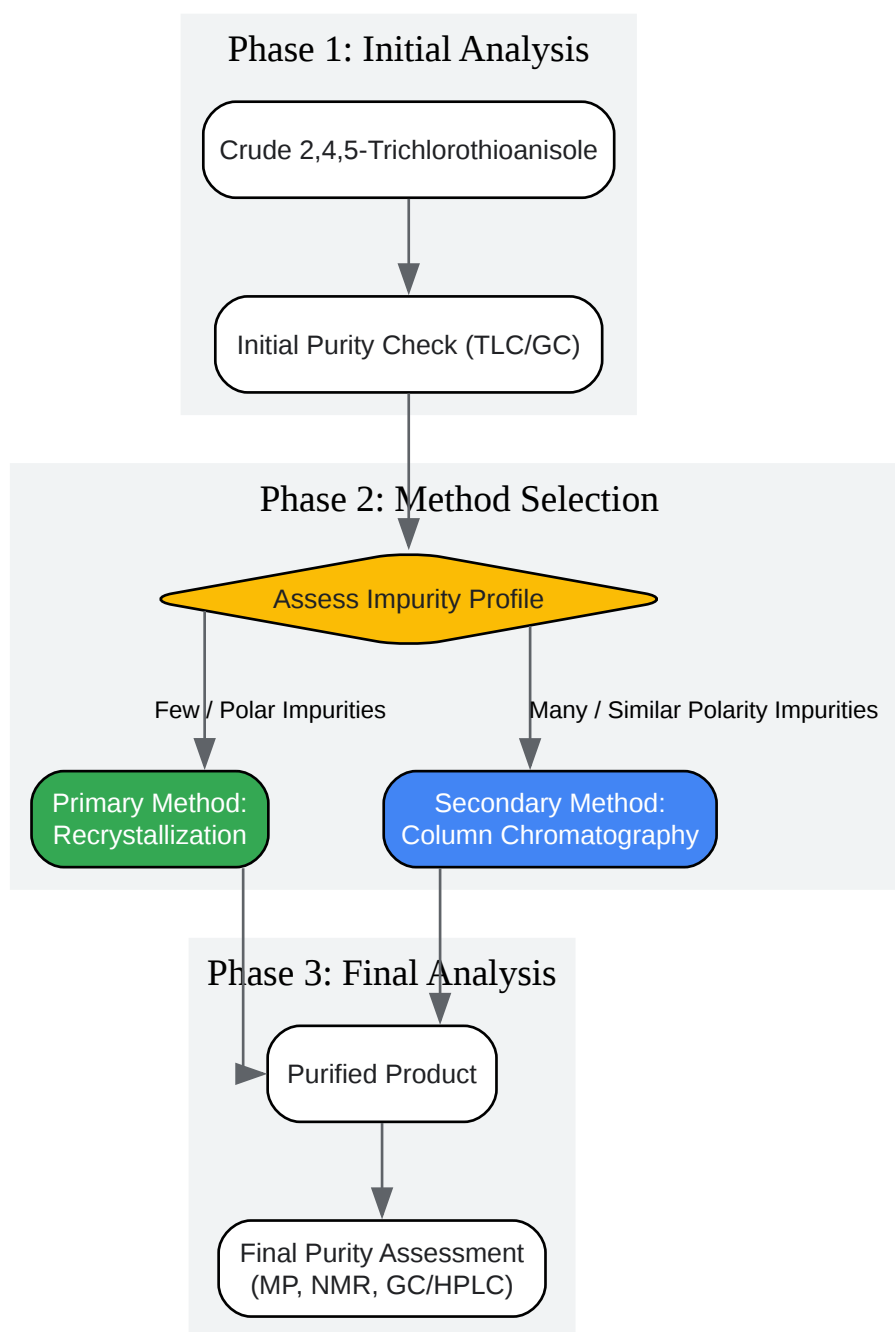 Phase 1: Initial Analysis
Crude 2,4,5-Trichlorothioanisole
Initial Purity Check (TLC/GC)
Phase 2: Method Selection
Assess Impurity Profile
Few / Polar Impurities
Many / Similar Polarity Impurities
Primary Method:
Recrystallization
Secondary Method:
Column Chromatography
Phase 3: Final Analysis
Purified Product
Final Purity Assessment
(MP, NMR, GC/HPLC)